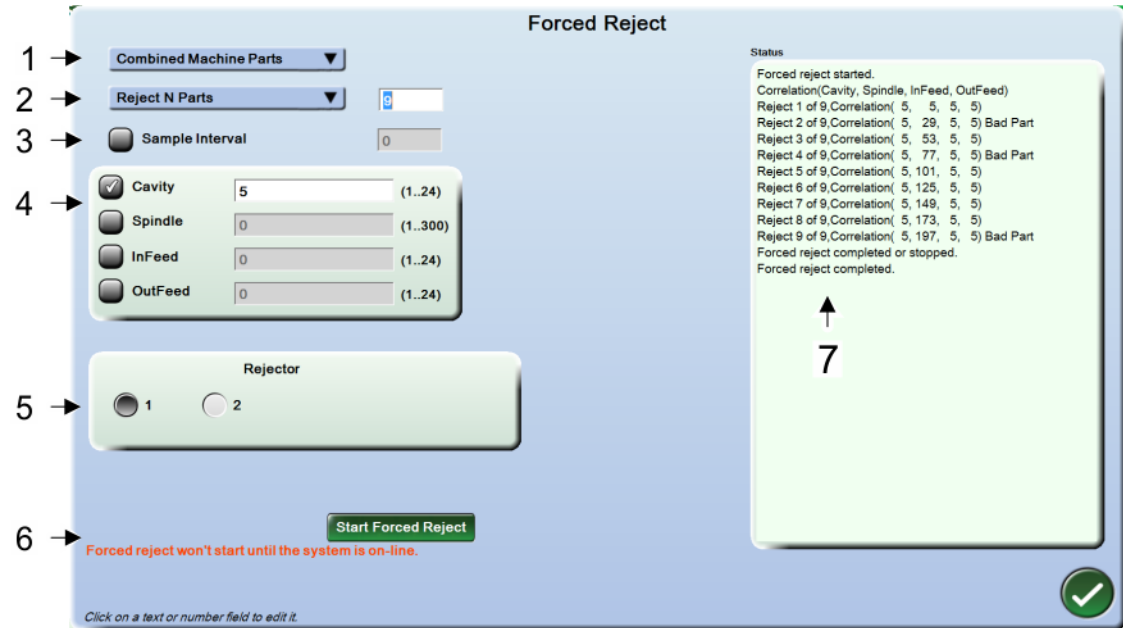 Forced Reject
1
Combined Machine Parts
2
Reject N Parts
9
3
Sample Interval
0
4
Cavity
5
(1..24)
Spindle
0
(1..300)
InFeed
0
(1..24)
OutFeed
0
(1..24)
5
Rejector
1
2
6
Start Forced Reject
Forced reject won't start until the system is on-line.
Click on a text or number field to edit it.
Status
Forced reject started.
Correlation(Cavity, Spindle, InFeed, OutFeed)
Reject 1 of 9,Correlation( 5, 5, 5, 5)
Reject 2 of 9,Correlation( 5, 29, 5, 5) Bad Part
Reject 3 of 9,Correlation( 5, 53, 5, 5)
Reject 4 of 9,Correlation( 5, 77, 5, 5) Bad Part
Reject 5 of 9,Correlation( 5, 101, 5, 5)
Reject 6 of 9,Correlation( 5, 125, 5, 5)
Reject 7 of 9,Correlation( 5, 149, 5, 5)
Reject 8 of 9,Correlation( 5, 173, 5, 5)
Reject 9 of 9,Correlation( 5, 197, 5, 5) Bad Part
Forced reject completed or stopped.
Forced reject completed.
7